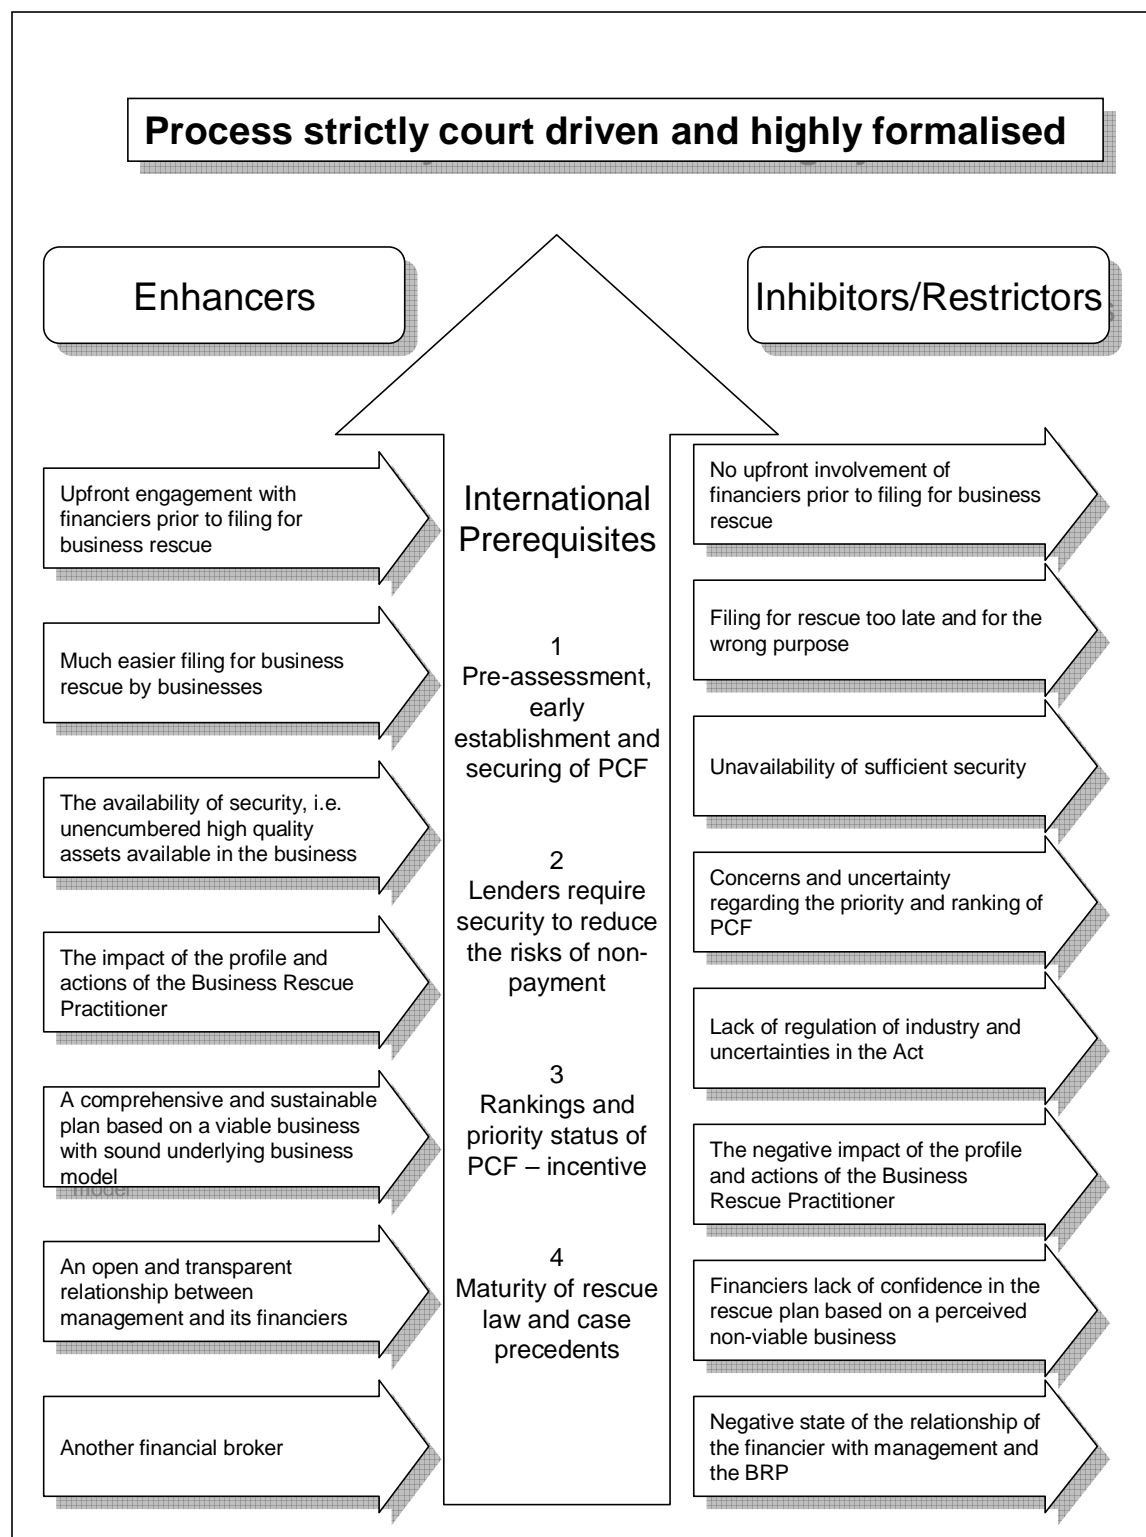 Process strictly court driven and highly formalised
Enhancers
Inhibitors/Restrictors
Upfront engagement with
financiers prior to filing for
business rescue
Much easier filing for business
rescue by businesses
The availability of security, i.e.
unencumbered high quality
assets available in the business
The impact of the profile and
actions of the Business Rescue
Practitioner
A comprehensive and sustainable
plan based on a viable business
with sound underlying business
model
An open and transparent
relationship between
management and its financiers
Another financial broker
International
Prerequisites
1
Pre-assessment,
early
establishment and
securing of PCF
2
Lenders require
security to reduce
the risks of non-
payment
3
Rankings and
priority status of
PCF – incentive
4
Maturity of rescue
law and case
precedents
No upfront involvement of
financiers prior to filing for business
rescue
Filing for rescue too late and for the
wrong purpose
Unavailability of sufficient security
Concerns and uncertainty
regarding the priority and ranking of
PCF
Lack of regulation of industry and
uncertainties in the Act
The negative impact of the profile
and actions of the Business
Rescue Practitioner
Financiers lack of confidence in the
rescue plan based on a perceived
non-viable business
Negative state of the relationship of
the financier with management and
the BRP